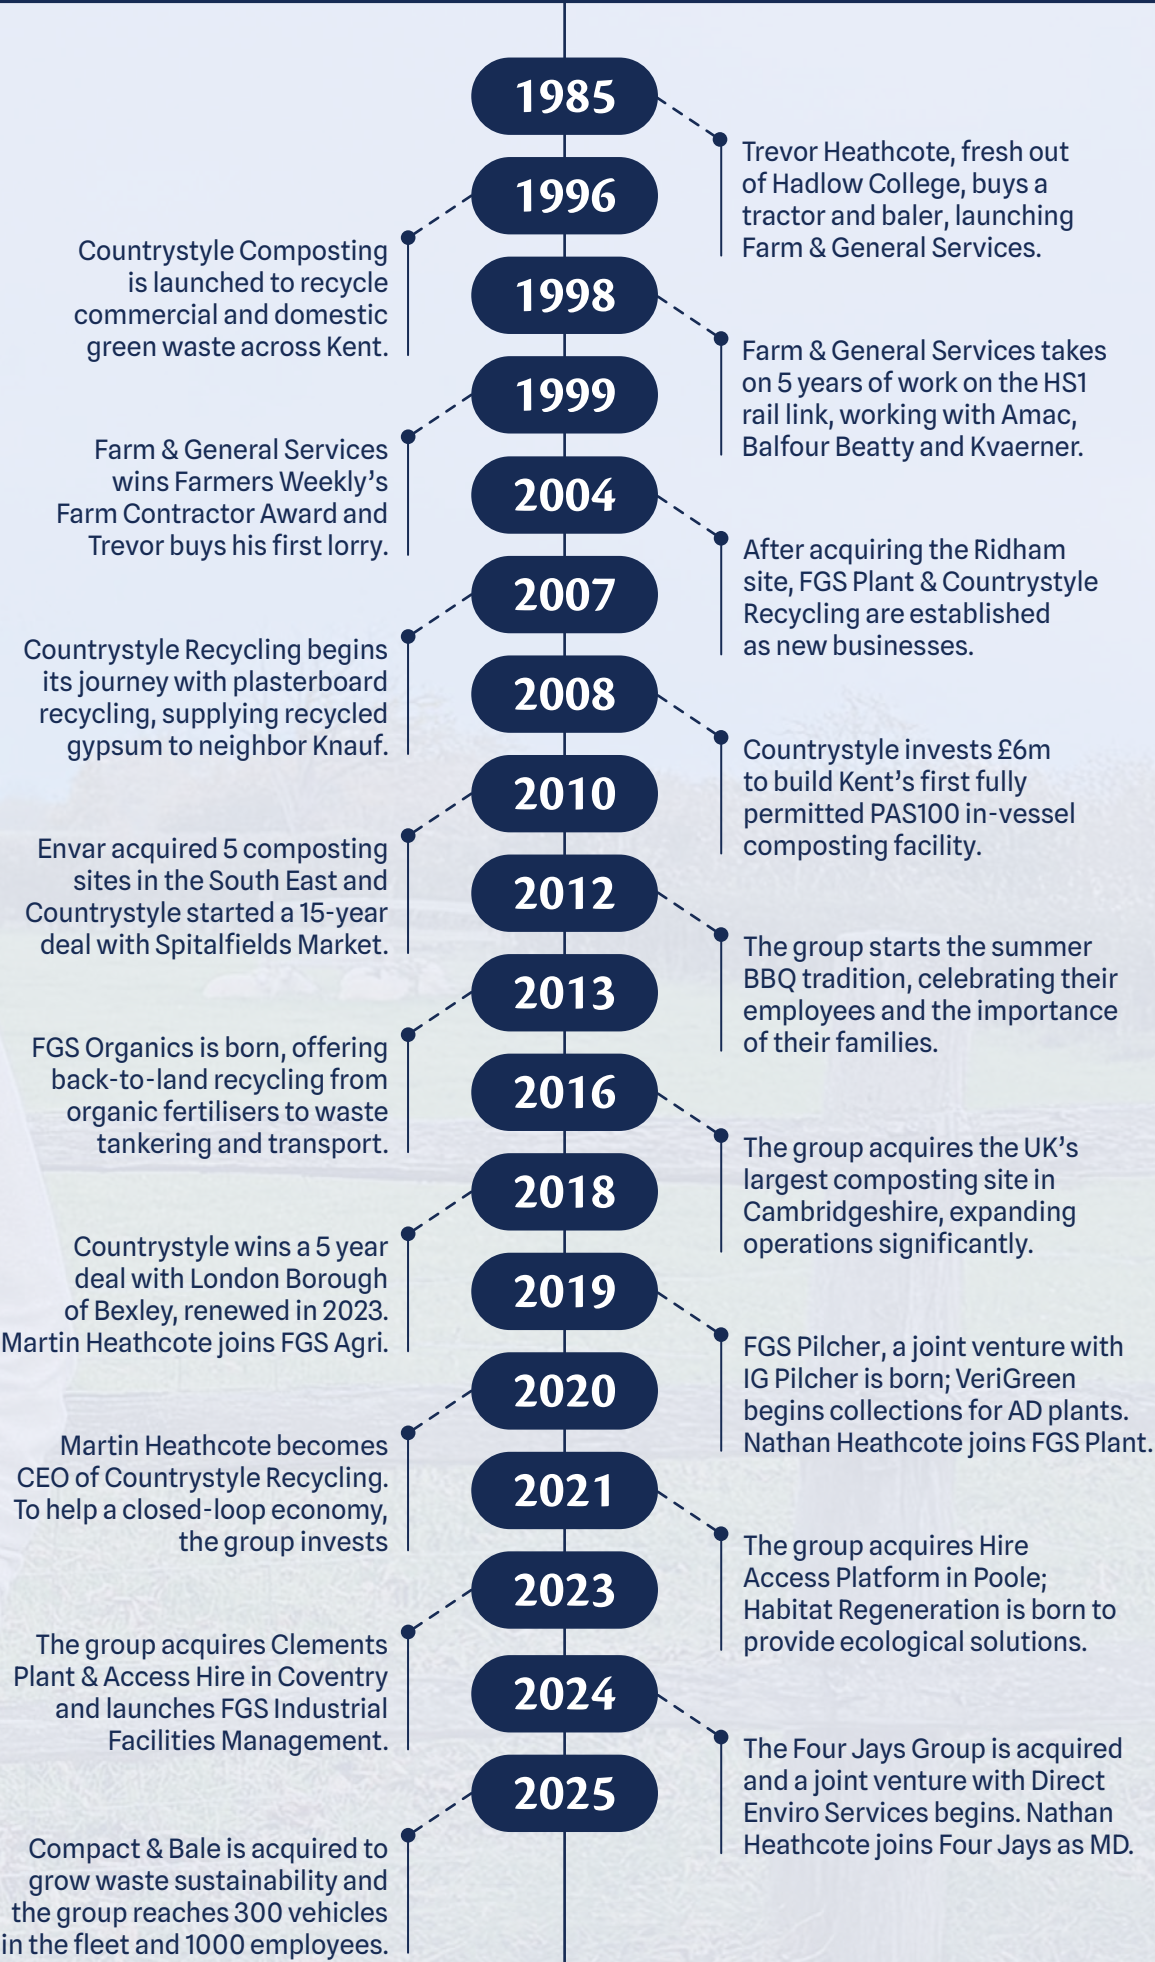 1985
Trevor Heathcote, fresh out
of Hadlow College, buys a
tractor and baler, launching
Farm & General Services.
1996
Countrystyle Composting
is launched to recycle
commercial and domestic
green waste across Kent.
1998
Farm & General Services takes
on 5 years of work on the HS1
rail link, working with Amac,
Balfour Beatty and Kvaerner.
1999
Farm & General Services
wins Farmers Weekly's
Farm Contractor Award and
Trevor buys his first lorry.
2004
After acquiring the Ridham
site, FGS Plant & Countrystyle
Recycling are established
as new businesses.
2007
Countrystyle Recycling begins
its journey with plasterboard
recycling, supplying recycled
gypsum to neighbor Knauf.
2008
Countrystyle invests £6m
to build Kent's first fully
permitted PAS100 in-vessel
composting facility.
2010
Envar acquired 5 composting
sites in the South East and
Countrystyle started a 15-year
deal with Spitalfields Market.
2012
The group starts the summer
BBQ tradition, celebrating their
employees and the importance
of their families.
2013
FGS Organics is born, offering
back-to-land recycling from
organic fertilisers to waste
tankering and transport.
2016
The group acquires the UK's
largest composting site in
Cambridgeshire, expanding
operations significantly.
2018
Countrystyle wins a 5 year
deal with London Borough
of Bexley, renewed in 2023.
Martin Heathcote joins FGS Agri.
2019
FGS Pilcher, a joint venture with
IG Pilcher is born; VeriGreen
begins collections for AD plants.
Nathan Heathcote joins FGS Plant.
2020
Martin Heathcote becomes
CEO of Countrystyle Recycling.
To help a closed-loop economy,
the group invests
2021
The group acquires Hire
Access Platform in Poole;
Habitat Regeneration is born to
provide ecological solutions.
2023
The group acquires Clements
Plant & Access Hire in Coventry
and launches FGS Industrial
Facilities Management.
2024
The Four Jays Group is acquired
and a joint venture with Direct
Enviro Services begins. Nathan
Heathcote joins Four Jays as MD.
2025
Compact & Bale is acquired to
grow waste sustainability and
the group reaches 300 vehicles
in the fleet and 1000 employees.